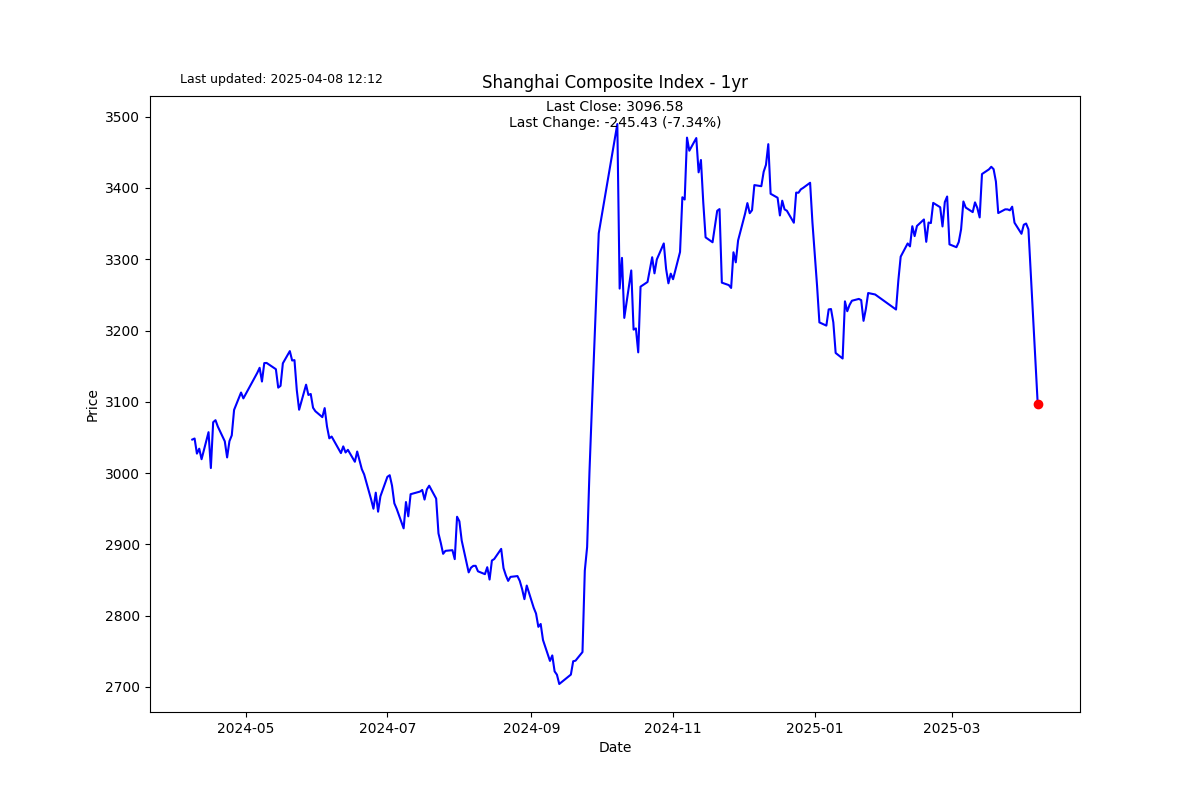 Last updated: 2025-04-08 12:12
Shanghai Composite Index - 1yr
Last Close: 3096.58
Last Change: -245.43 (-7.34%)
3500
3400
3300
3200
3100
3000
2900
2800
2700
Price
2024-05
2024-07
2024-09
2024-11
2025-01
2025-03
Date